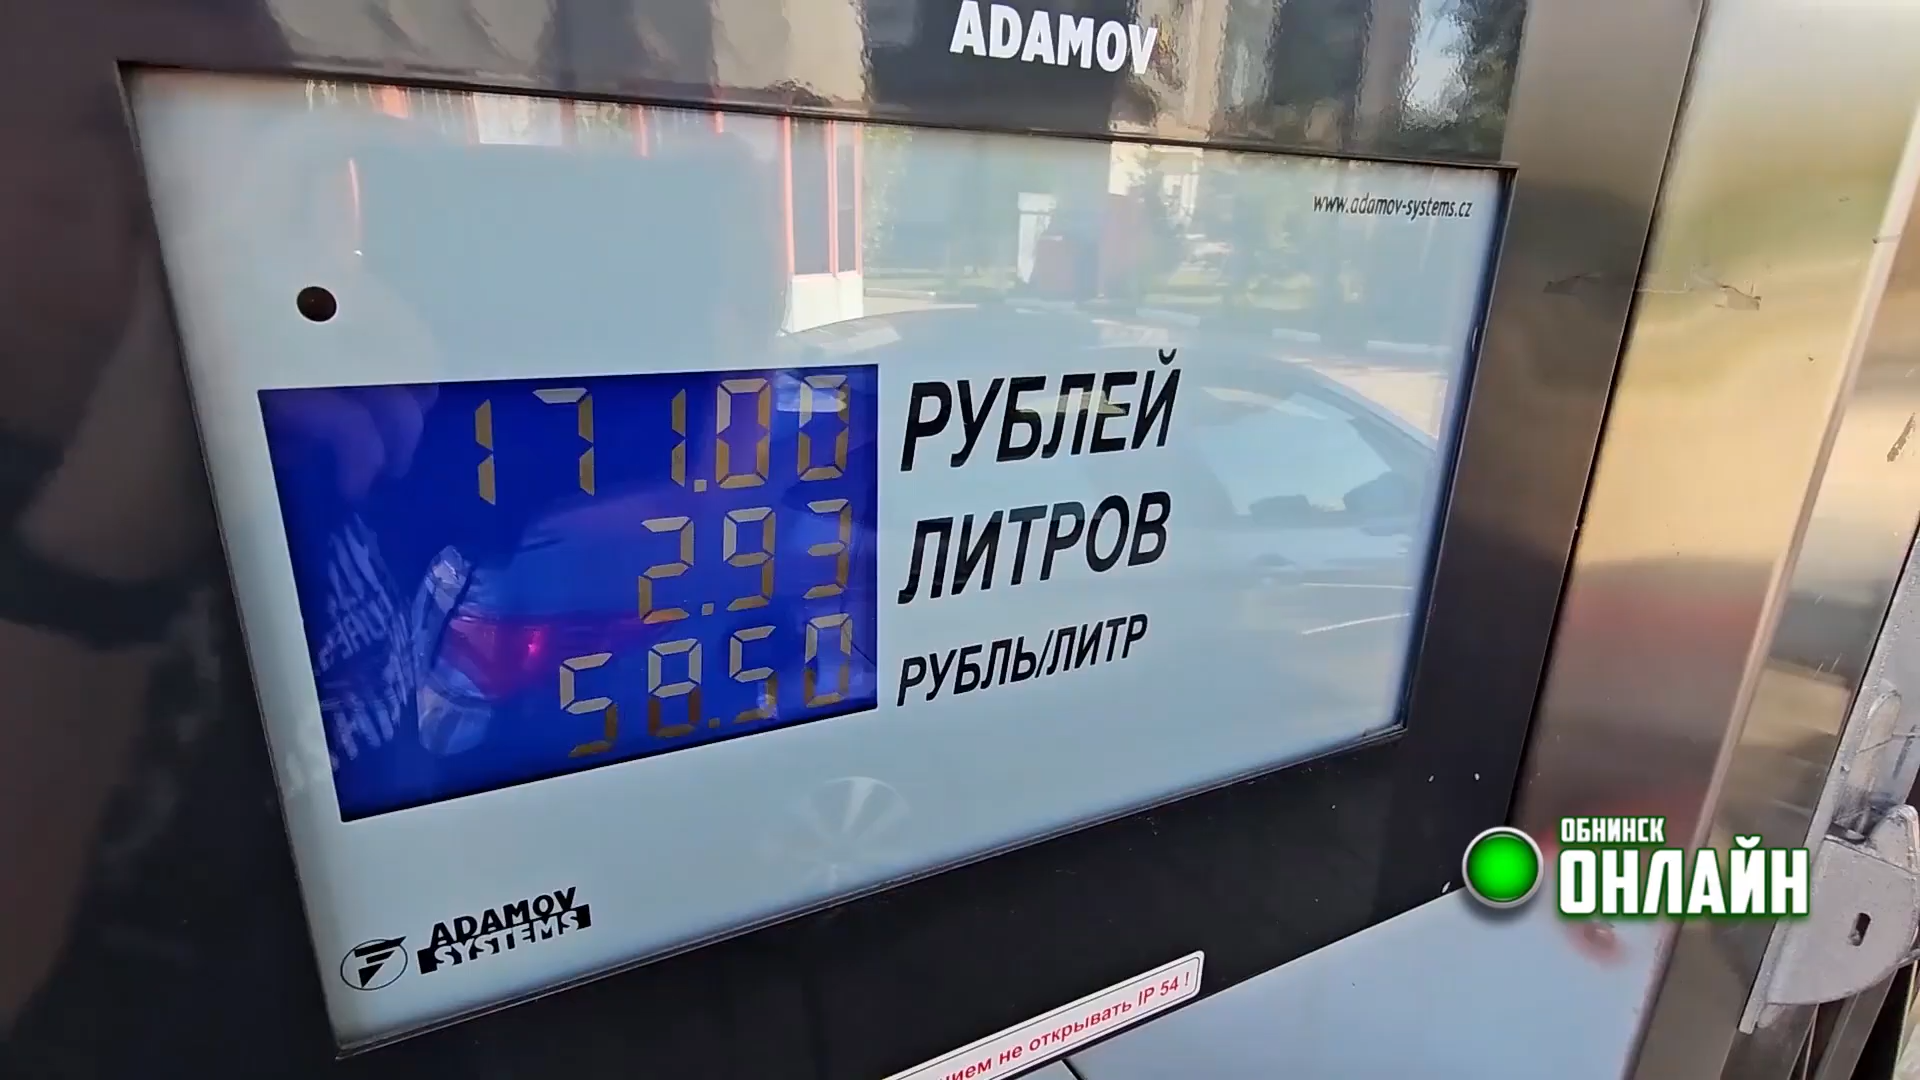 ADAMOV
www.adamov-systems.cz
171.00 РУБЛЕЙ
2.93 ЛИТРОВ
58.50 РУБЛЬ/ЛИТР
ADAMOV
SYSTEMS
ОБНИНСК
ОНЛАЙН
не открывать IP 54 !